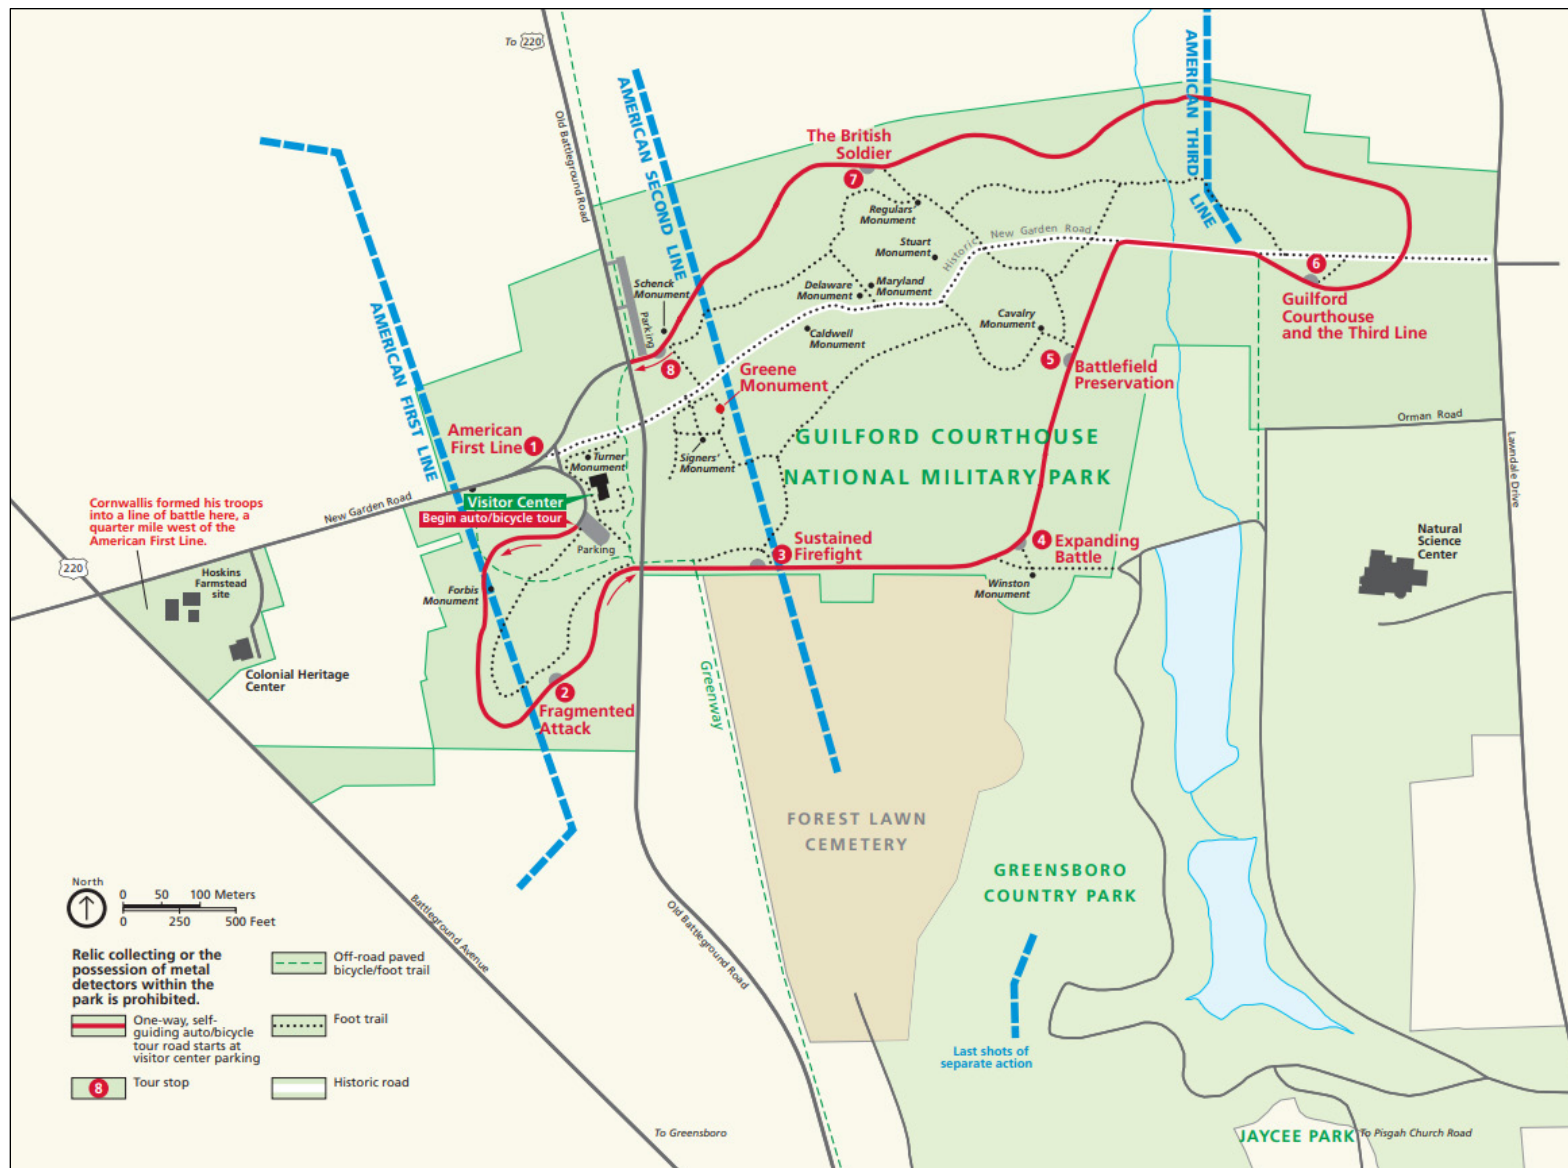 To 220
Old Battleground Road
AMERICAN SECOND LINE
AMERICAN THIRD
LINE
The British
Soldier
7
Regulars'
Monument
Stuart
Monument
Historic New Garden Road
6
Guilford
Courthouse
and the Third Line
Schenck
Monument
Parking
8
Delaware
Monument
Maryland
Monument
Caldwell
Monument
Cavalry
Monument
5
Battlefield
Preservation
Greene
Monument
AMERICAN FIRST LINE
American
First Line
1
Turner
Monument
Signers'
Monument
GUILFORD COURTHOUSE
NATIONAL MILITARY PARK
Orman Road
Lawndale Drive
Cornwallis formed his troops
into a line of battle here, a
quarter mile west of the
American First Line.
New Garden Road
Visitor Center
Begin auto/bicycle tour
Parking
3
Sustained
Firefight
4
Expanding
Battle
Winston
Monument
Natural
Science
Center
220
Hoskins
Farmstead
site
Forbis
Monument
Colonial Heritage
Center
2
Fragmented
Attack
Greenway
FOREST LAWN
CEMETERY
GREENSBORO
COUNTRY PARK
North
0 50 100 Meters
0 250 500 Feet
Battleground Avenue
Old Battleground Road
Relic collecting or the
possession of metal
detectors within the
park is prohibited.
One-way, self-
guiding auto/bicycle
tour road starts at
visitor center parking
8
Tour stop
Off-road paved
bicycle/foot trail
Foot trail
Historic road
Last shots of
separate action
To Greensboro
JAYCEE PARK
To Pisgah Church Road